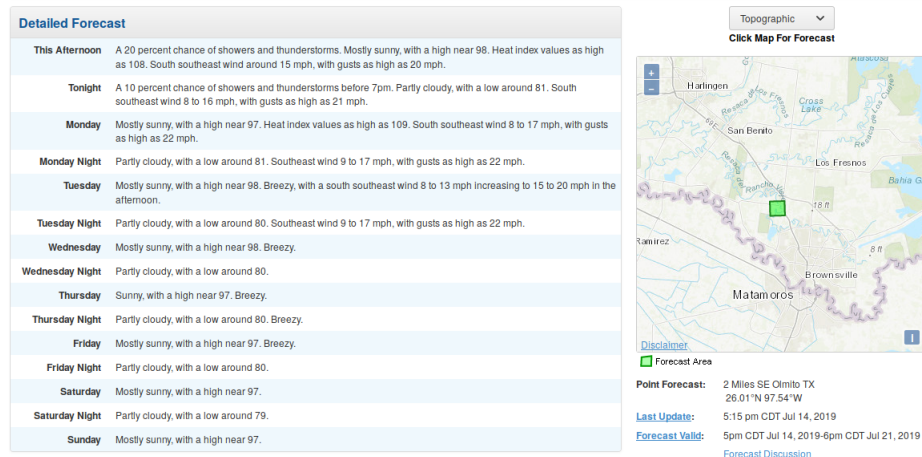 Detailed Forecast
This Afternoon A 20 percent chance of showers and thunderstorms. Mostly sunny, with a high near 98. Heat index values as high
as 108. South southeast wind around 15 mph, with gusts as high as 20 mph.
Tonight A 10 percent chance of showers and thunderstorms before 7pm. Partly cloudy, with a low around 81. South
southeast wind 8 to 16 mph, with gusts as high as 21 mph.
Monday Mostly sunny, with a high near 97. Heat index values as high as 109. South southeast wind 8 to 17 mph, with gusts
as high as 22 mph.
Monday Night Partly cloudy, with a low around 81. Southeast wind 9 to 17 mph, with gusts as high as 22 mph.
Tuesday Mostly sunny, with a high near 98. Breezy, with a south southeast wind 8 to 13 mph increasing to 15 to 20 mph in the
afternoon.
Tuesday Night Partly cloudy, with a low around 80. Southeast wind 9 to 17 mph, with gusts as high as 22 mph.
Wednesday Mostly sunny, with a high near 98. Breezy.
Wednesday Night Partly cloudy, with a low around 80.
Thursday Sunny, with a high near 97. Breezy.
Thursday Night Partly cloudy, with a low around 80. Breezy.
Friday Mostly sunny, with a high near 97. Breezy.
Friday Night Partly cloudy, with a low around 80.
Saturday Mostly sunny, with a high near 97.
Saturday Night Partly cloudy, with a low around 79.
Sunday Mostly sunny, with a high near 97.
Topographic
Click Map For Forecast
+
−
Harlingen
Resaca de Los Fresnos
Cross
Lake
69E
San Benito
Los Fresnos
Resaca del
Rancho
Bahia G
18 ft
Ramirez
8 ft
Brownsville
Matamoros
i
Disclaimer
Forecast Area
Point Forecast: 2 Miles SE Olmito TX
26.01°N 97.54°W
Last Update: 5:15 pm CDT Jul 14, 2019
Forecast Valid: 5pm CDT Jul 14, 2019-6pm CDT Jul 21, 2019
Forecast Discussion